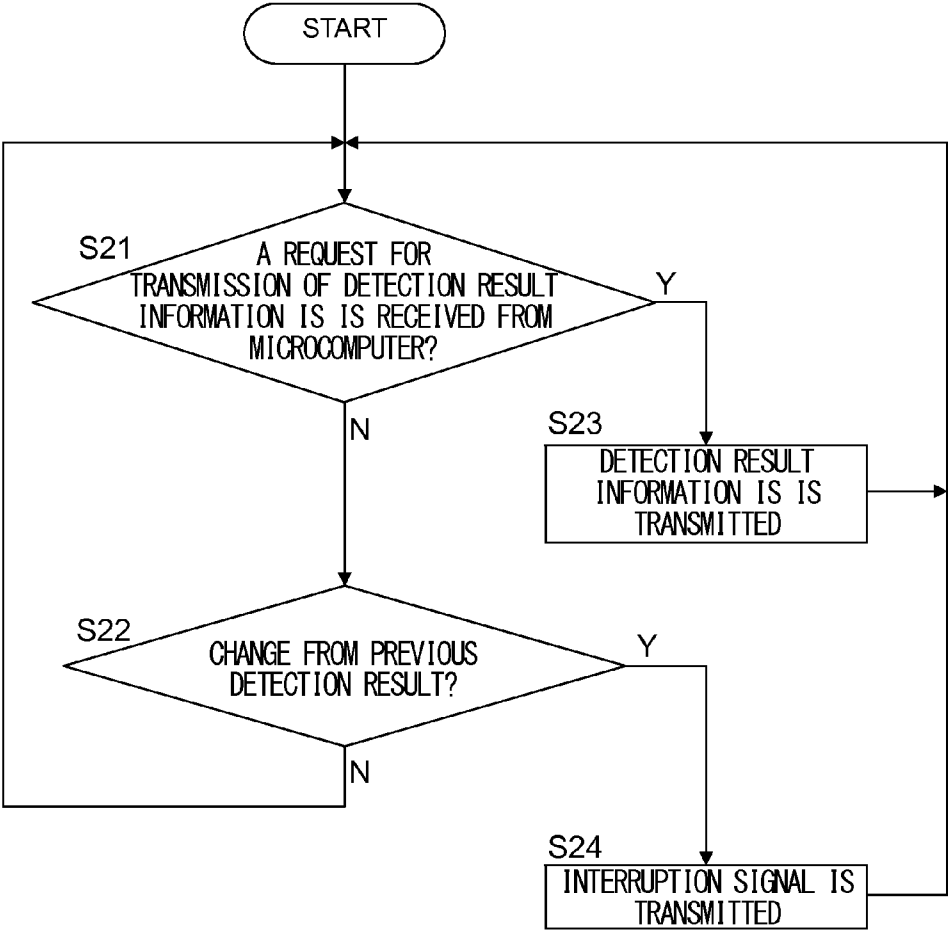 START
S21
A REQUEST FOR
TRANSMISSION OF DETECTION RESULT
INFORMATION IS IS RECEIVED FROM
MICROCOMPUTER?
Y
N
S23
DETECTION RESULT
INFORMATION IS IS
TRANSMITTED
S22
CHANGE FROM PREVIOUS
DETECTION RESULT?
Y
N
S24
INTERRUPTION SIGNAL IS
TRANSMITTED